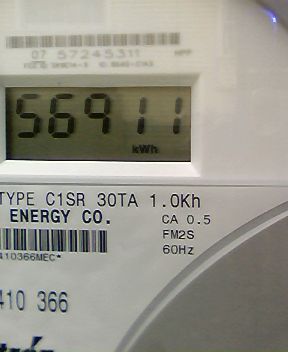 07 57245311
56911
kWh
TYPE C1SR 30TA 1.0Kh
ENERGY CO. CA 0.5
FM2S
410366MEC* 60Hz
410 366